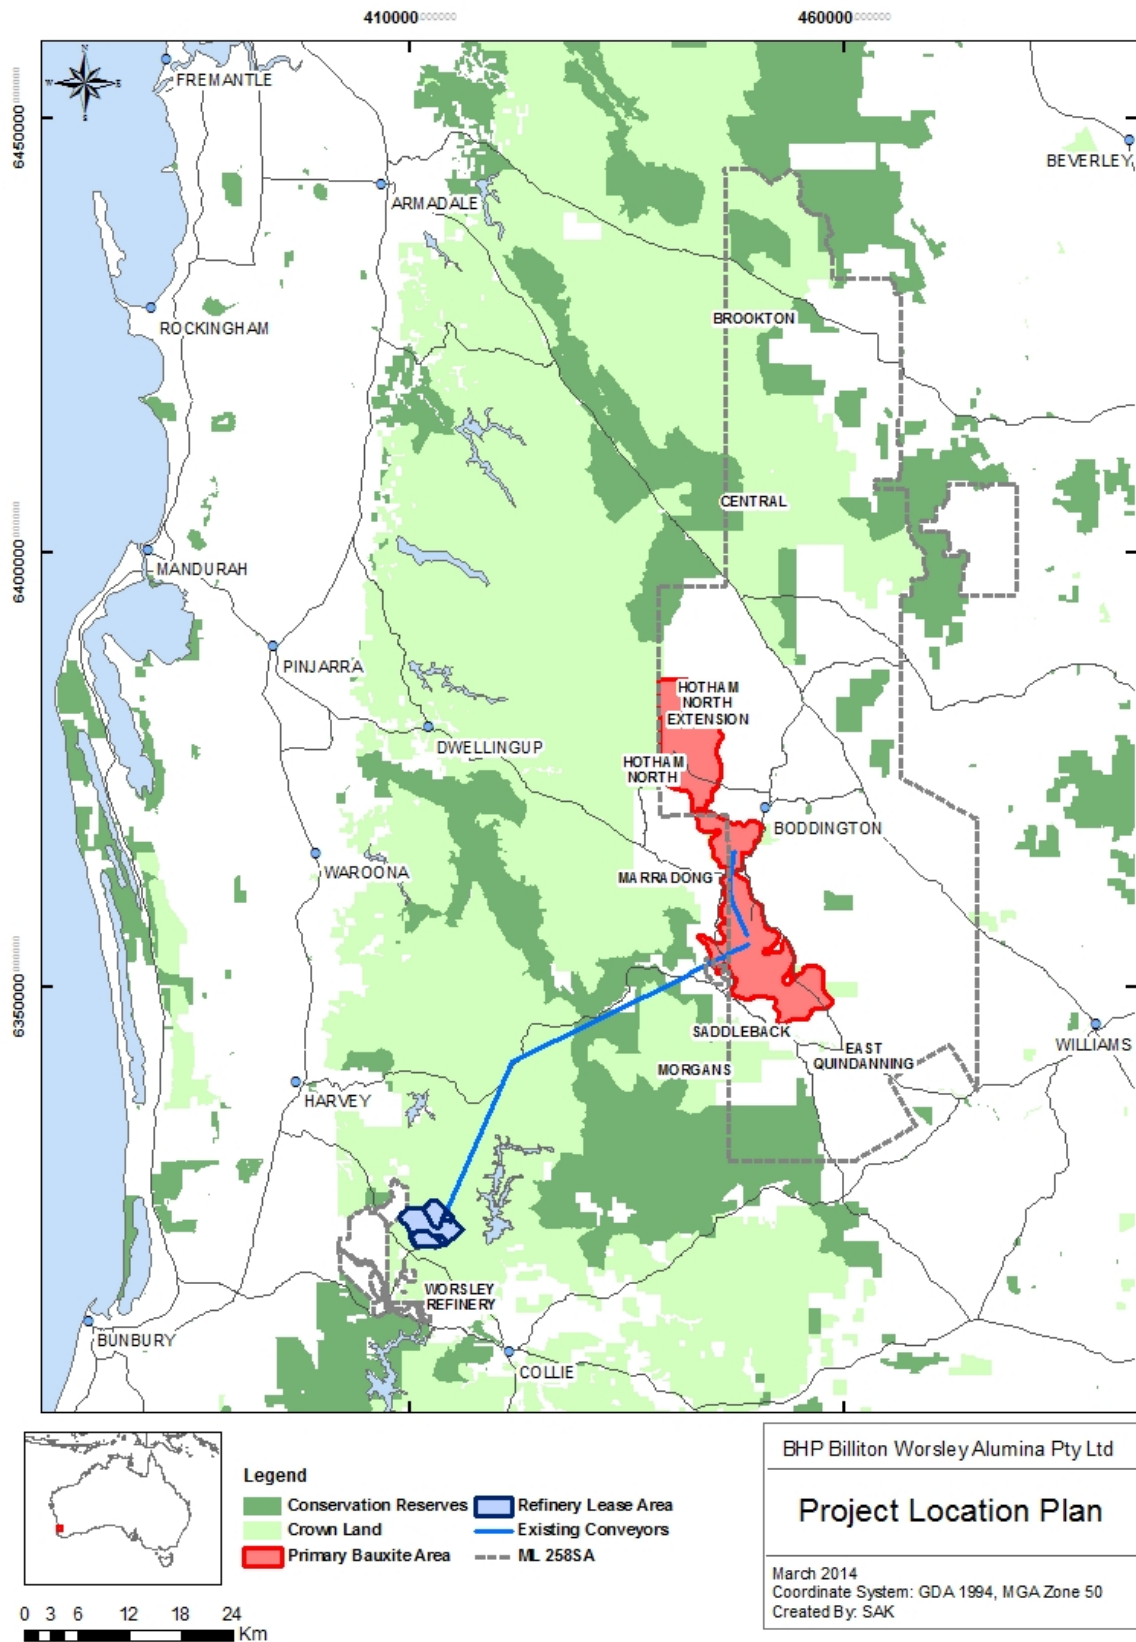 410000
460000
6450000
6400000
6350000
N
W
E
S
FREMANTLE
BEVERLEY
ARMADALE
ROCKINGHAM
BROOKTON
CENTRAL
MANDURAH
PINJARRA
HOTHAM
NORTH
EXTENSION
DWELLINGUP
HOTHAM
NORTH
BODDINGTON
WAROONA
MARRADONG
SADDLEBACK
WILLIAMS
EAST
QUINDANNING
MORGANS
HARVEY
WORSLEY
REFINERY
BUNBURY
COLLIE
Legend
Conservation Reserves
Crown Land
Primary Bauxite Area
Refinery Lease Area
Existing Conveyors
ML 258SA
0 3 6 12 18 24
Km
BHP Billiton Worsley Alumina Pty Ltd
Project Location Plan
March 2014
Coordinate System: GDA 1994, MGA Zone 50
Created By: SAK